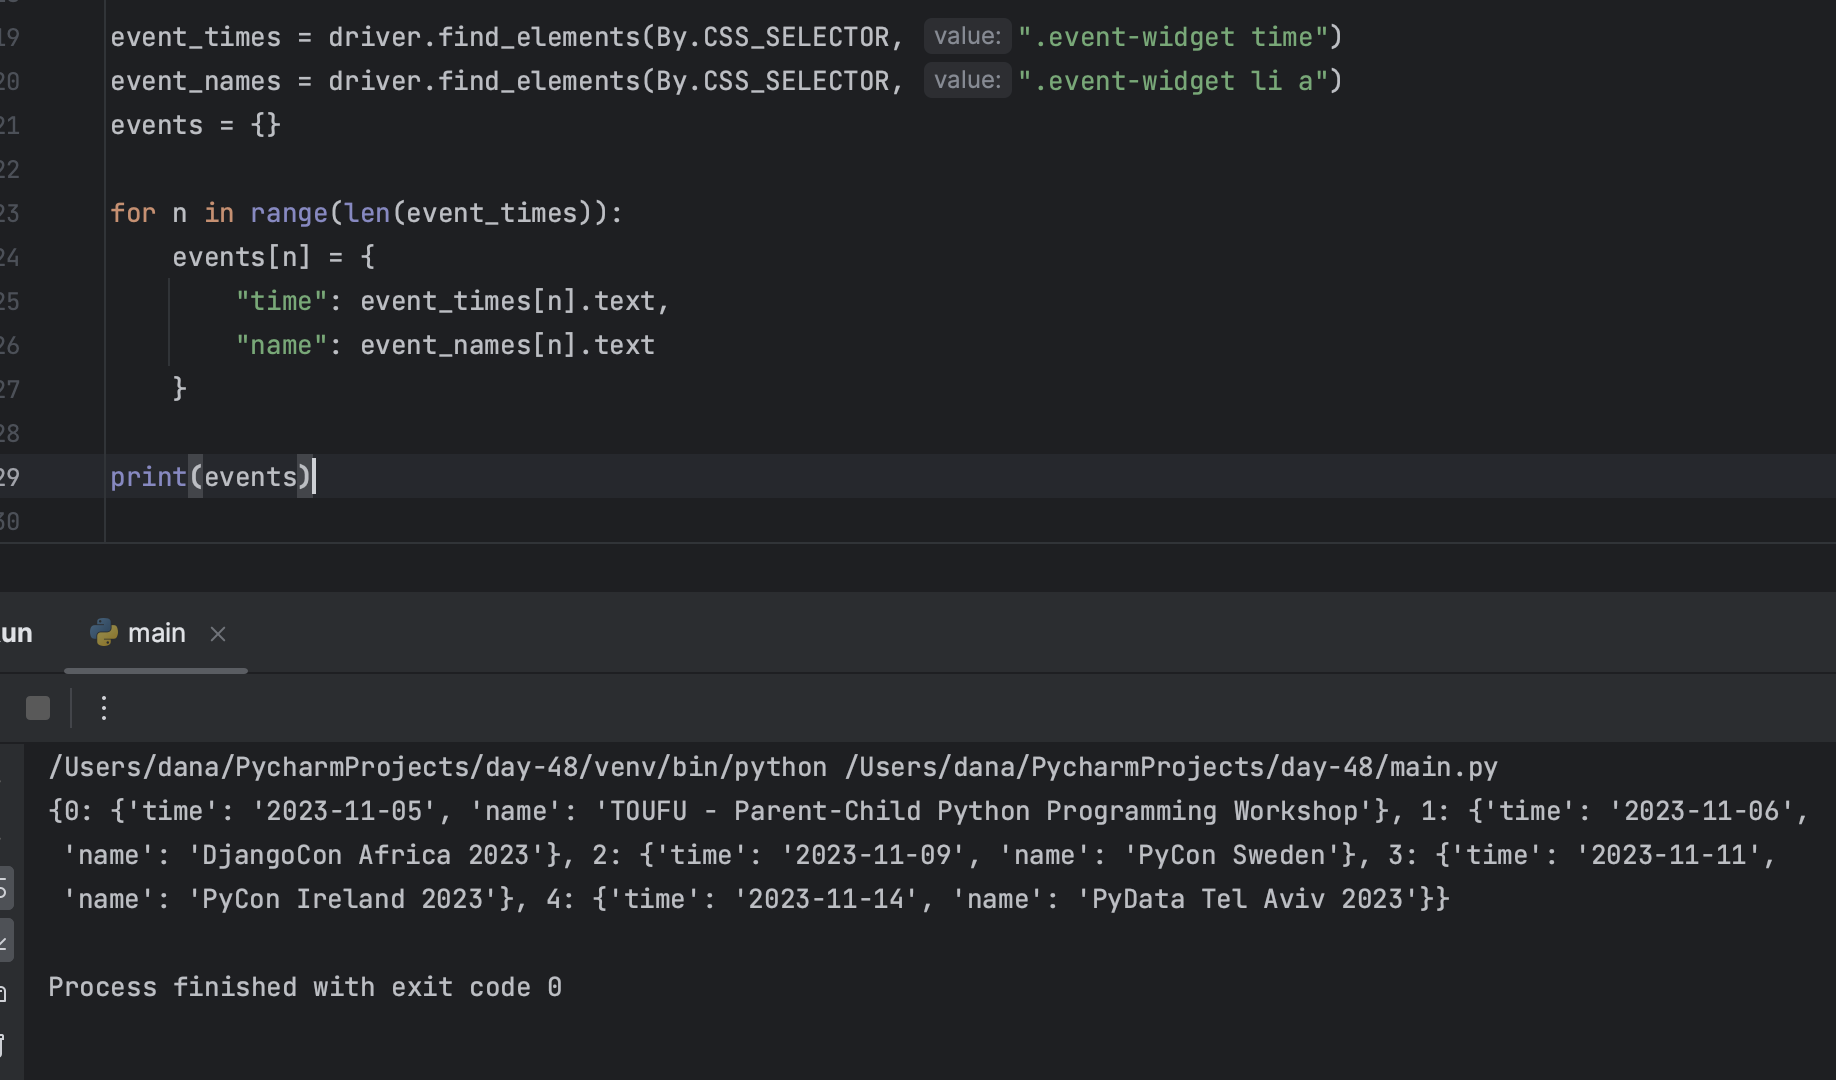 19 event_times = driver.find_elements(By.CSS_SELECTOR, value: ".event-widget time")
20 event_names = driver.find_elements(By.CSS_SELECTOR, value: ".event-widget li a")
21 events = {}
22
23 for n in range(len(event_times)):
24     events[n] = {
25         "time": event_times[n].text,
26         "name": event_names[n].text
27     }
28
29 print(events)
30
un main
/Users/dana/PycharmProjects/day-48/venv/bin/python /Users/dana/PycharmProjects/day-48/main.py
{0: {'time': '2023-11-05', 'name': 'TOUFU - Parent-Child Python Programming Workshop'}, 1: {'time': '2023-11-06',
 'name': 'DjangoCon Africa 2023'}, 2: {'time': '2023-11-09', 'name': 'PyCon Sweden'}, 3: {'time': '2023-11-11',
 'name': 'PyCon Ireland 2023'}, 4: {'time': '2023-11-14', 'name': 'PyData Tel Aviv 2023'}}
Process finished with exit code 0